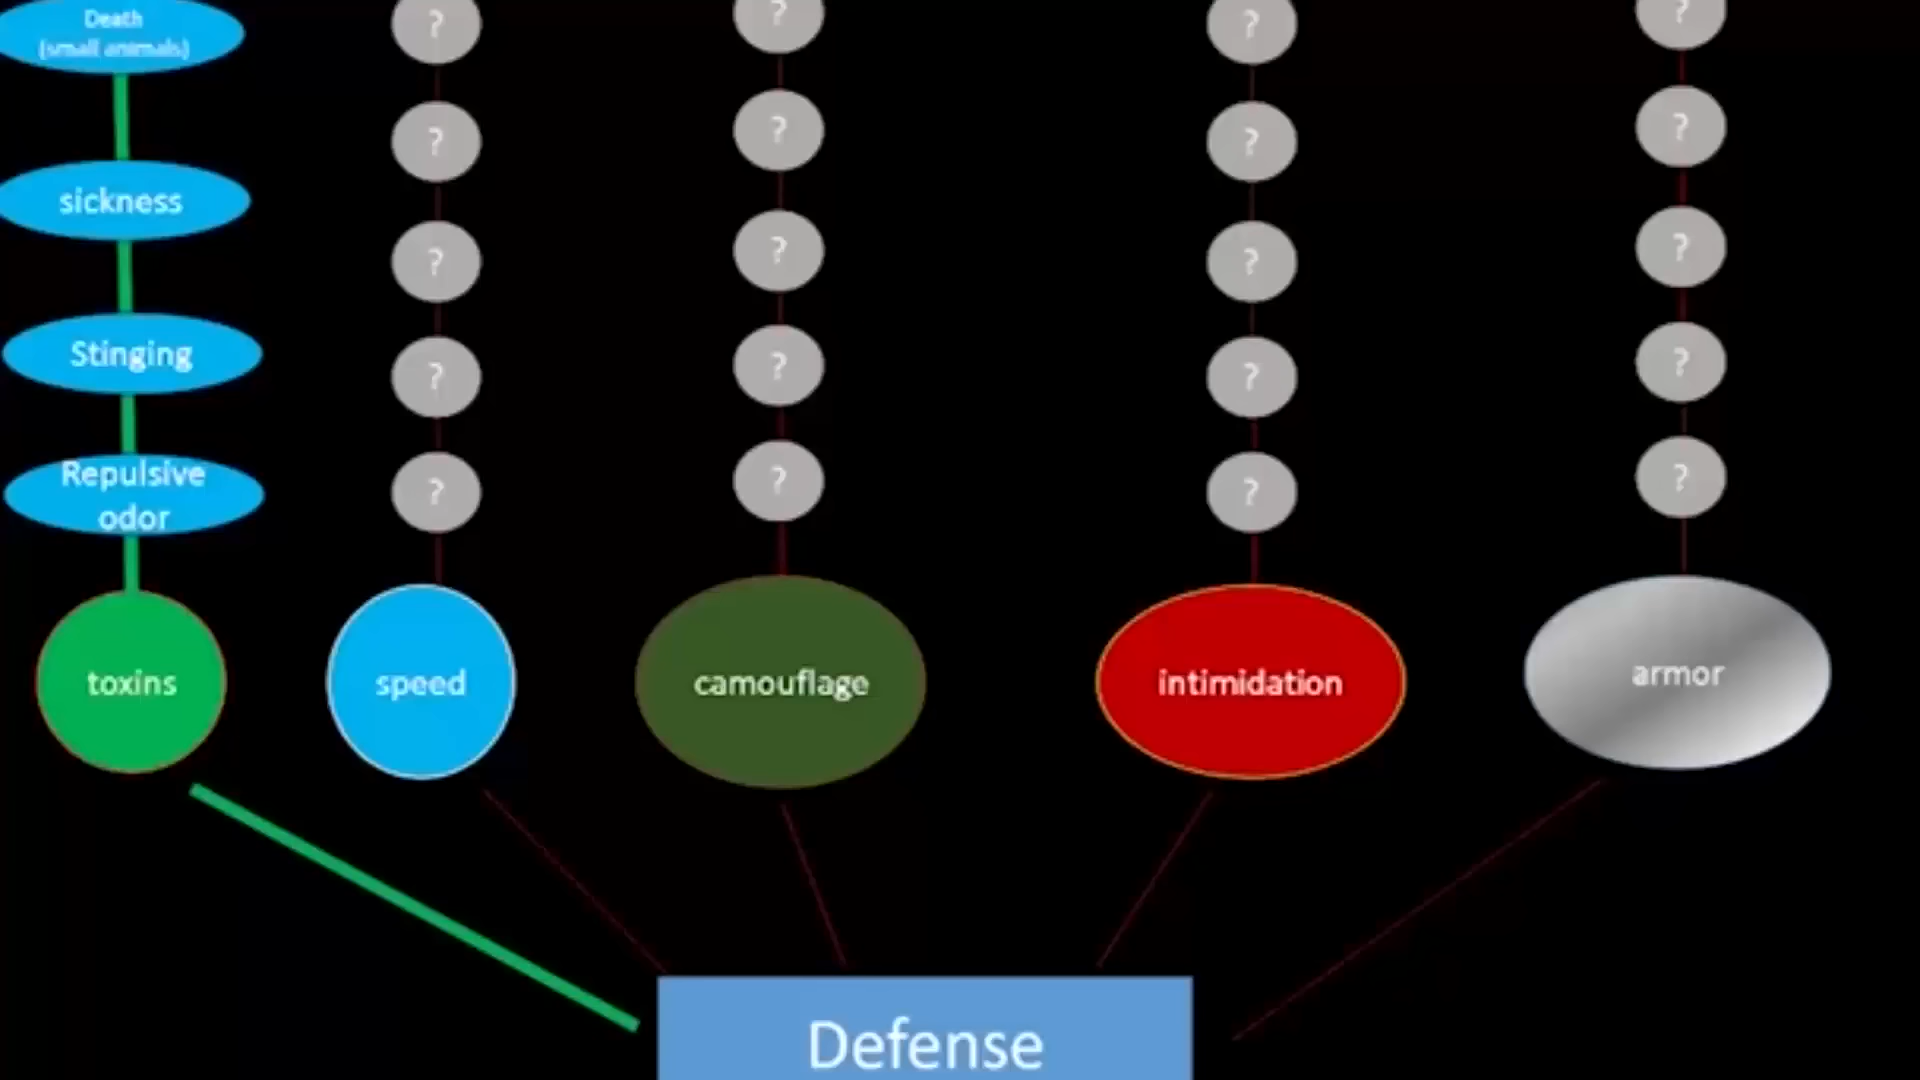 Death
(small animals)
?
?
?
?
sickness
?
?
?
?
?
?
?
?
Stinging
?
?
?
?
Repulsive
odor
?
?
?
?
toxins
speed
camouflage
intimidation
armor
Defense